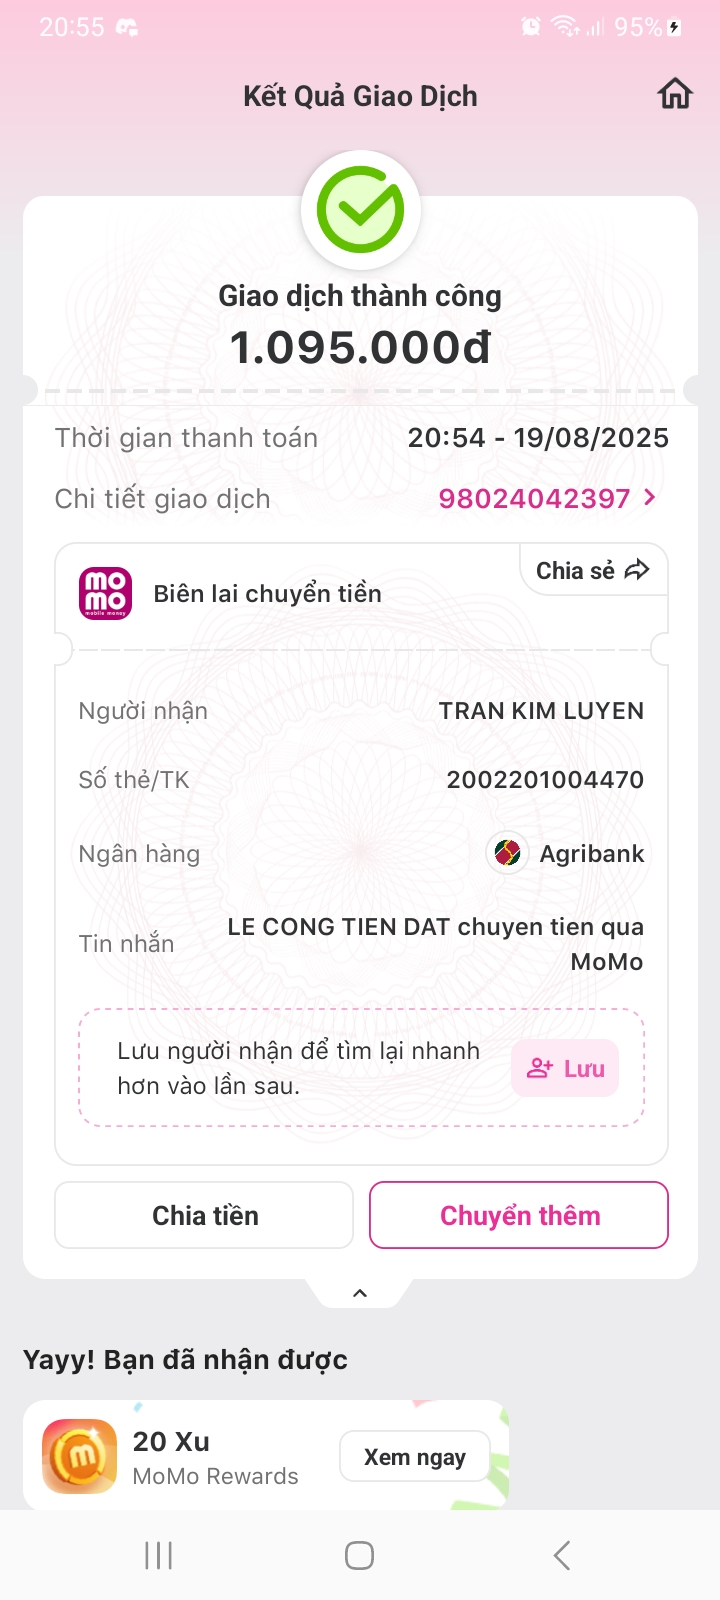 20:55
95%
Kết Quả Giao Dịch
Giao dịch thành công
1.095.000đ
Thời gian thanh toán 20:54 - 19/08/2025
Chi tiết giao dịch 98024042397
Chia sẻ
mo
mo
mobile money
Biên lai chuyển tiền
Người nhận TRAN KIM LUYEN
Số thẻ/TK 2002201004470
Ngân hàng Agribank
Tin nhắn LE CONG TIEN DAT chuyen tien qua
MoMo
Lưu người nhận để tìm lại nhanh
hơn vào lần sau.
Lưu
Chia tiền Chuyển thêm
Yayy! Bạn đã nhận được
20 Xu
MoMo Rewards
Xem ngay